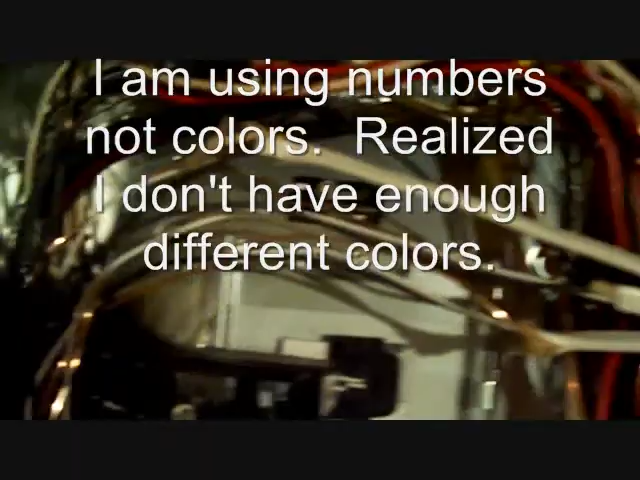 I am using numbers
not colors.  Realized
I don't have enough
different colors.